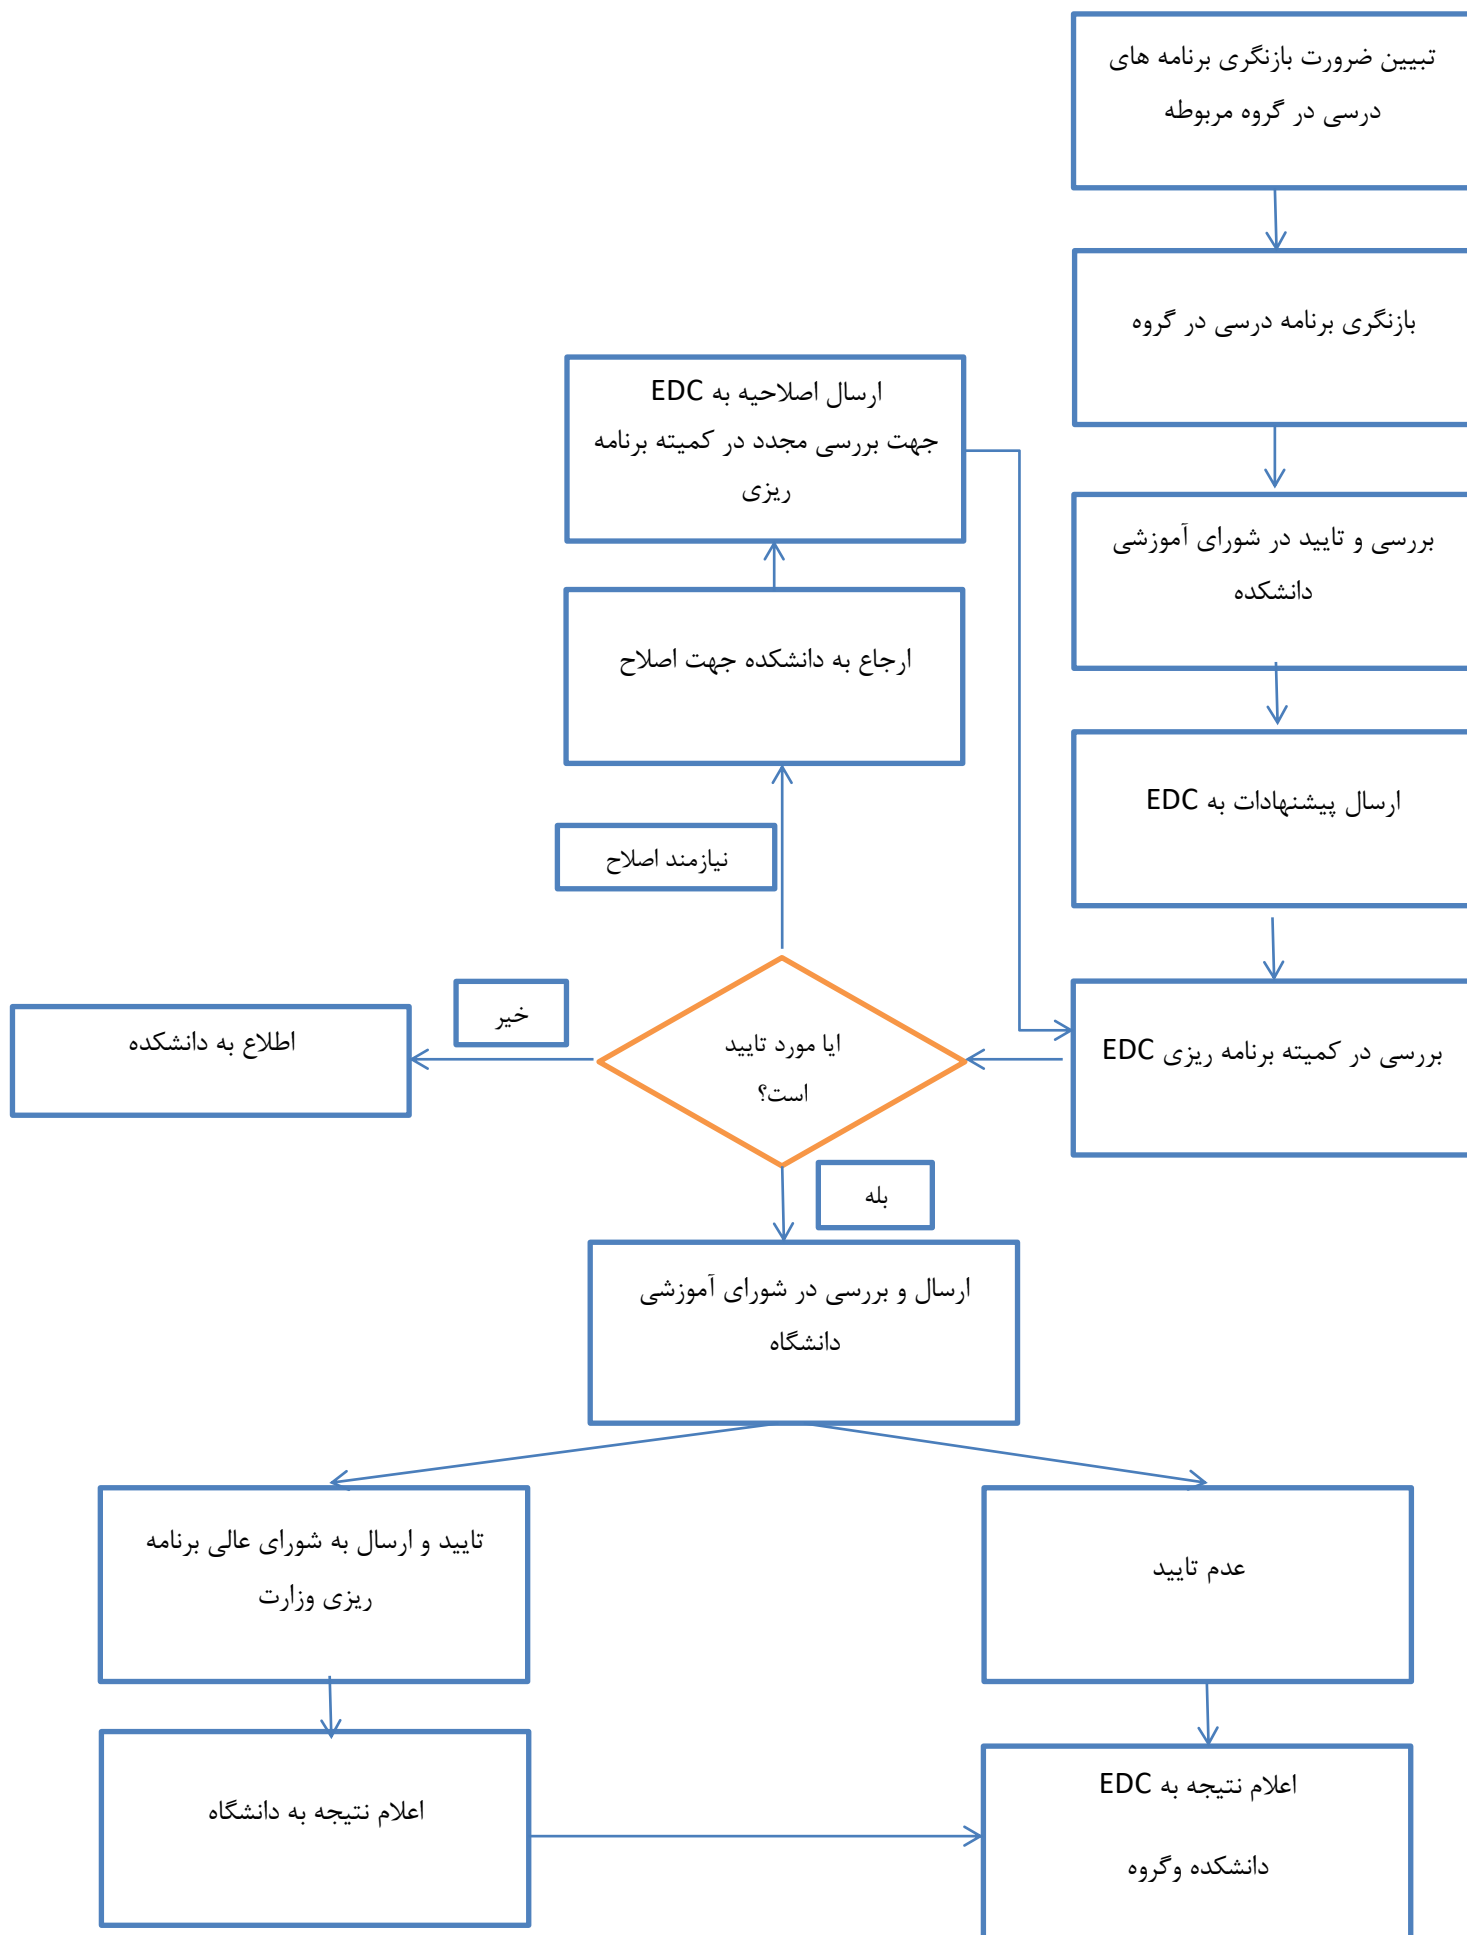 تبیین ضرورت بازنگری برنامه های
درسی در گروه مربوطه
بازنگری برنامه درسی در گروه
بررسی و تایید در شورای آموزشی
دانشکده
ارسال پیشنهادات به EDC
بررسی در کمیته برنامه ریزی EDC
ایا مورد تایید
است؟
نیازمند اصلاح
ارجاع به دانشکده جهت اصلاح
ارسال اصلاحیه به EDC
جهت بررسی مجدد در کمیته برنامه
ریزی
خیر
اطلاع به دانشکده
بله
ارسال و بررسی در شورای آموزشی
دانشگاه
عدم تایید
تایید و ارسال به شورای عالی برنامه
ریزی وزارت
اعلام نتیجه به دانشگاه
اعلام نتیجه به EDC
دانشکده وگروه